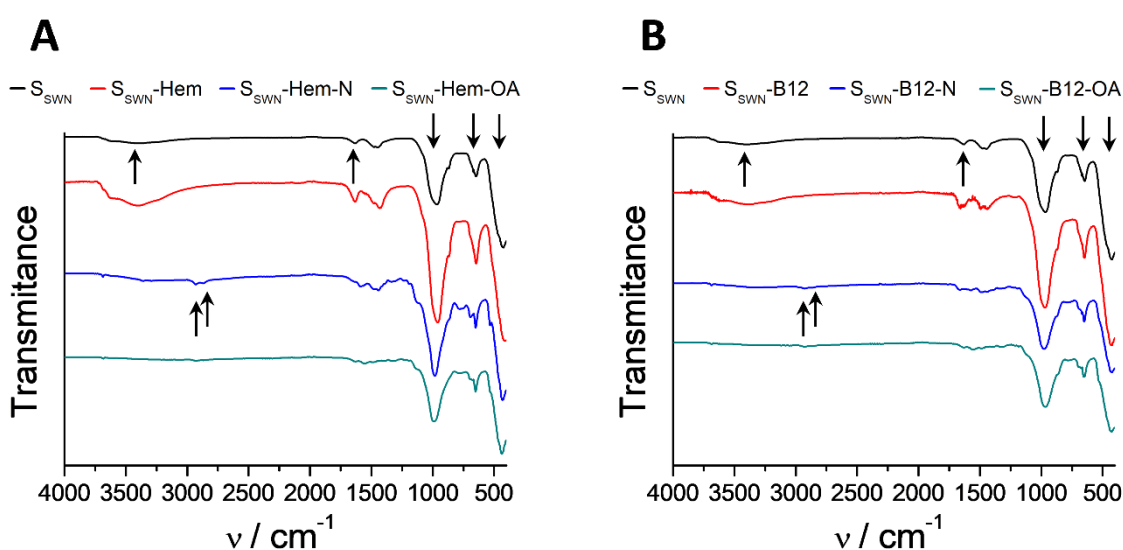 A
S_SWN S_SWN-Hem S_SWN-Hem-N S_SWN-Hem-OA
Transmitance
4000 3500 3000 2500 2000 1500 1000 500
ν / cm⁻¹
B
S_SWN S_SWN-B12 S_SWN-B12-N S_SWN-B12-OA
Transmitance
4000 3500 3000 2500 2000 1500 1000 500
ν / cm⁻¹